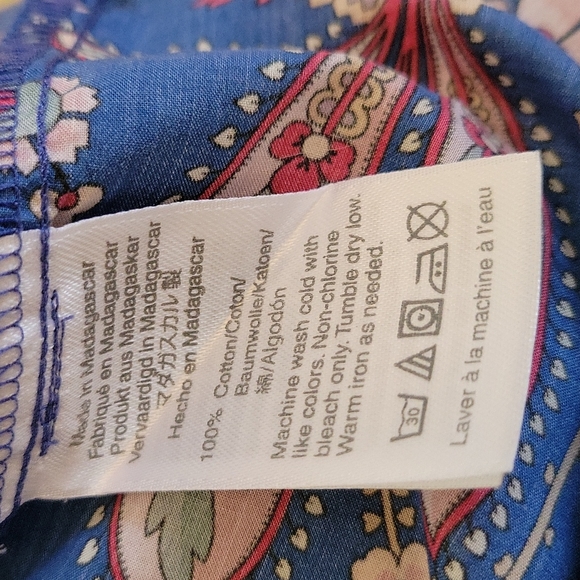 Made in Madagascar
Fabriqué en Madagascar
Produkt aus Madagaskar
Vervaardigd in Madagascar
マダガスカル 製
Hecho en Madagascar
100% Cotton/Coton/
Baumwolle/Katoen/
綿/Algodón
Machine wash cold with
like colors. Non-chlorine
bleach only. Tumble dry low.
Warm iron as needed.
30
Laver à la machine à l'eau